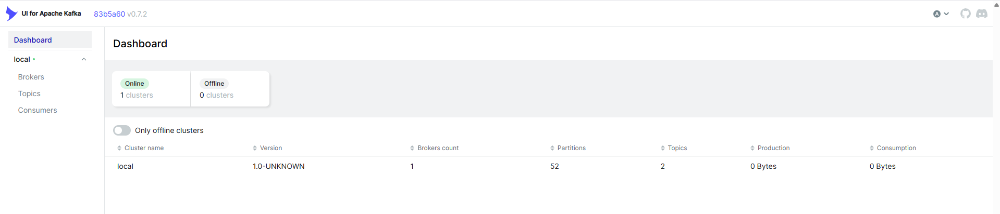 UI for Apache Kafka 83b5a60 v0.7.2
A
Dashboard
local
Brokers
Topics
Consumers
Dashboard
Online
1 clusters
Offline
0 clusters
Only offline clusters
Cluster name Version Brokers count Partitions Topics Production Consumption
local 1.0-UNKNOWN 1 52 2 0 Bytes 0 Bytes